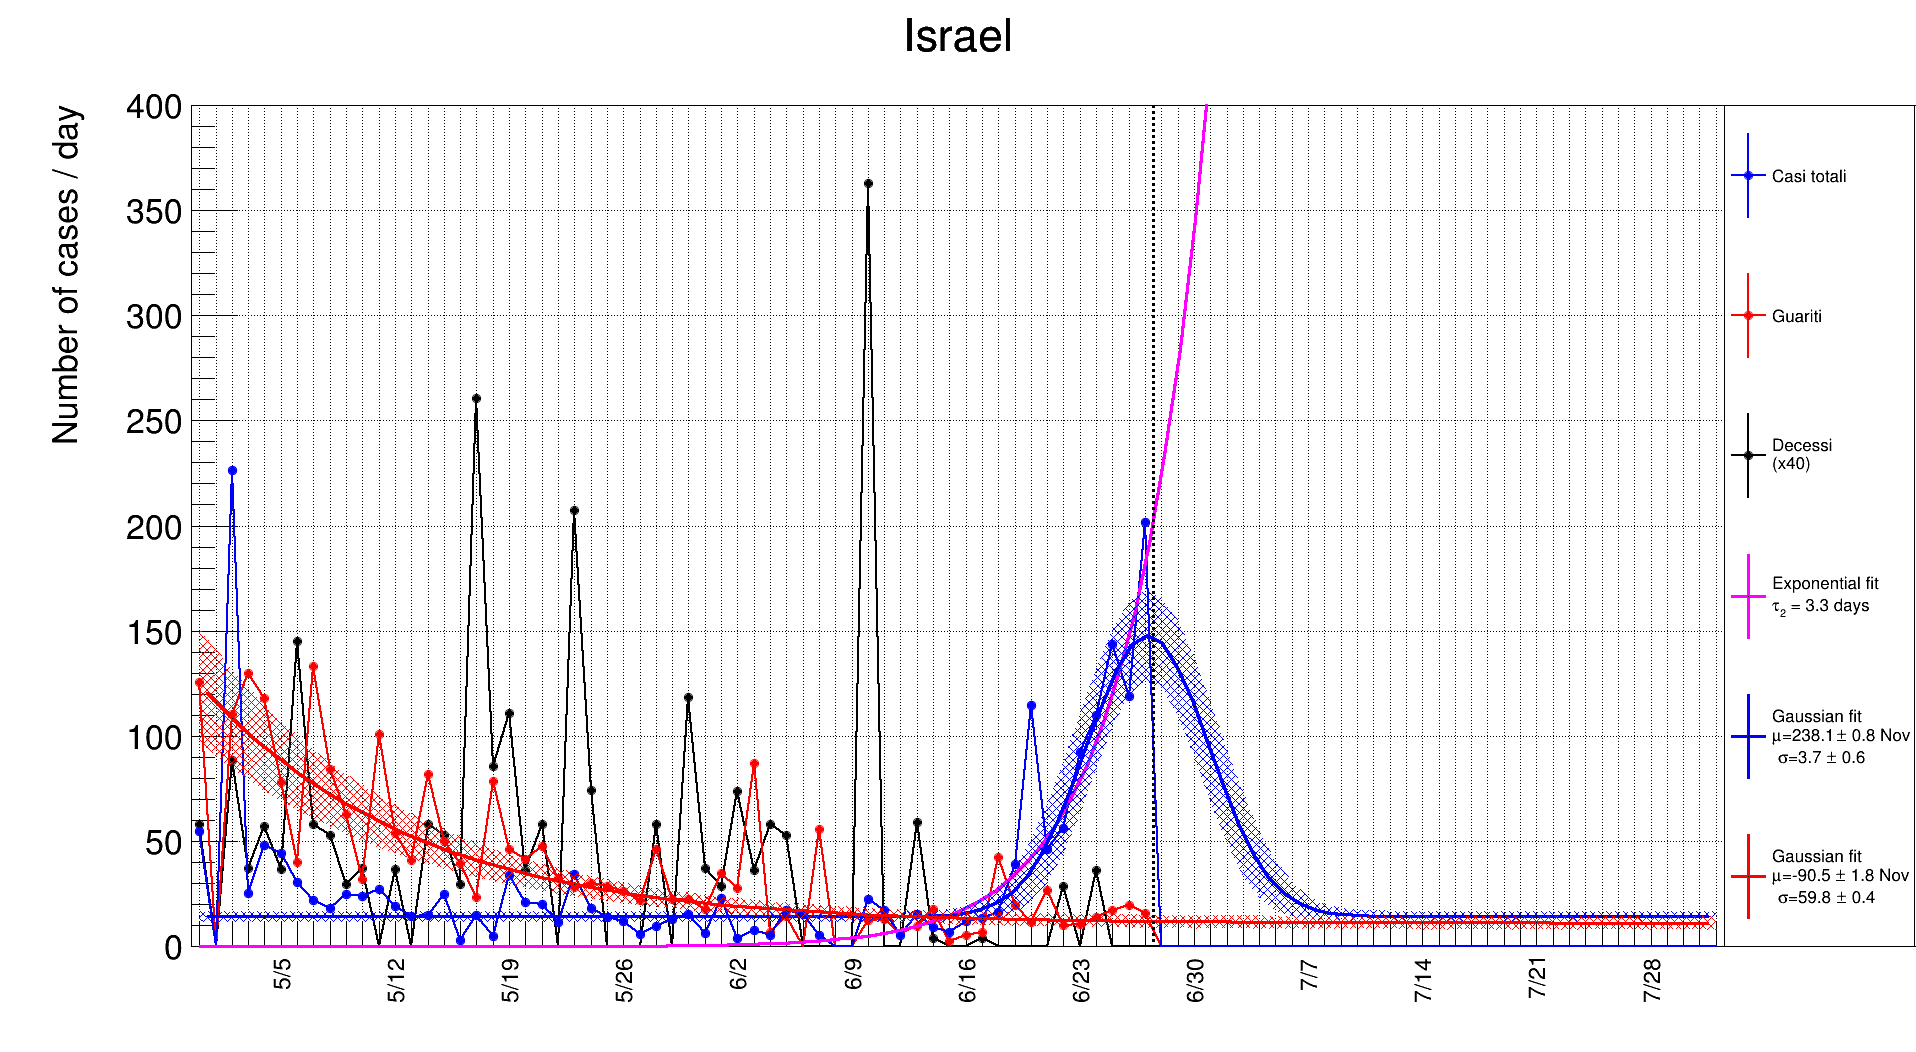 Israel
Number of cases / day
400
350
300
250
200
150
100
50
0
5/5
5/12
5/19
5/26
6/2
6/9
6/16
6/23
6/30
7/7
7/14
7/21
7/28
Casi totali
Guariti
Decessi
(x40)
Exponential fit
τ₂ = 3.3 days
Gaussian fit
μ=238.1 ± 0.8 Nov
σ=3.7 ± 0.6
Gaussian fit
μ=-90.5 ± 1.8 Nov
σ=59.8 ± 0.4